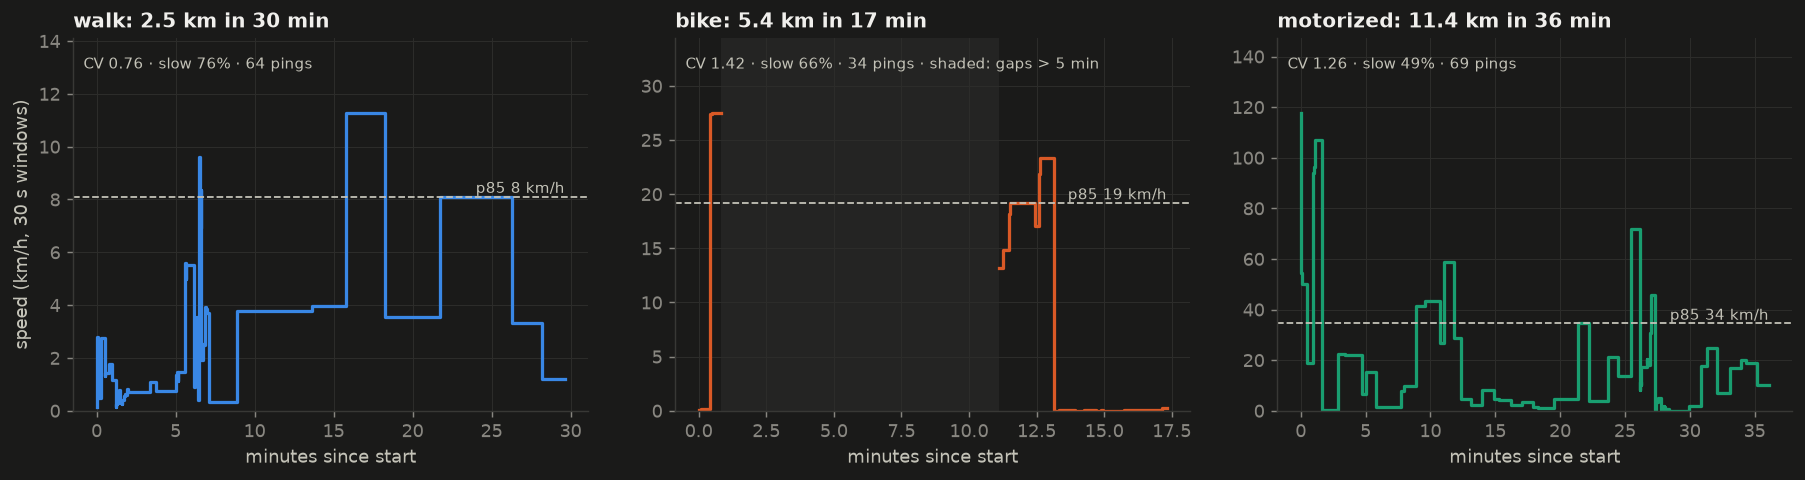 walk: 2.5 km in 30 min
CV 0.76 · slow 76% · 64 pings
p85 8 km/h
speed (km/h, 30 s windows)
14
12
10
8
6
4
2
0
0 5 10 15 20 25 30
minutes since start
bike: 5.4 km in 17 min
CV 1.42 · slow 66% · 34 pings · shaded: gaps > 5 min
p85 19 km/h
30
25
20
15
10
5
0
0.0 2.5 5.0 7.5 10.0 12.5 15.0 17.5
minutes since start
motorized: 11.4 km in 36 min
CV 1.26 · slow 49% · 69 pings
p85 34 km/h
140
120
100
80
60
40
20
0
0 5 10 15 20 25 30 35
minutes since start